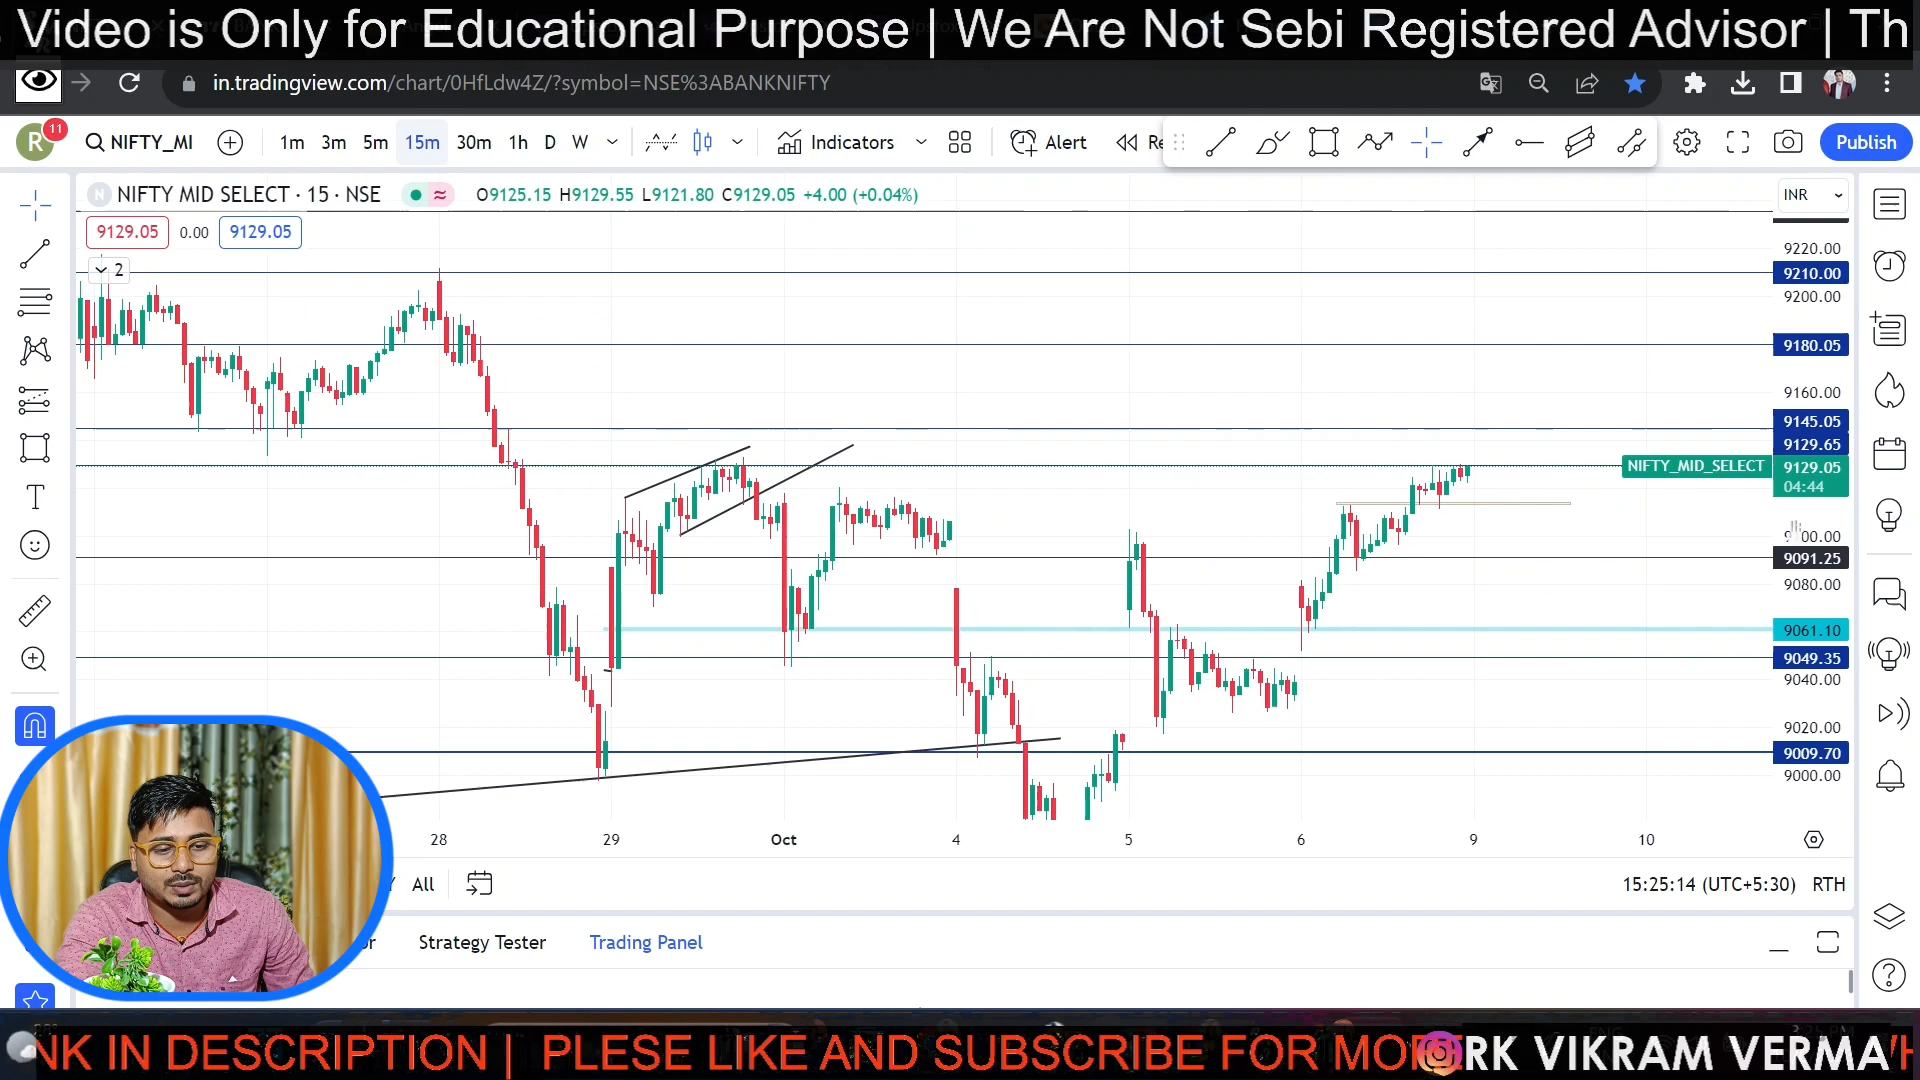 Video is Only for Educational Purpose | We Are Not Sebi Registered Advisor | Th
in.tradingview.com/chart/0HfLdw4Z/?symbol=NSE%3ABANKNIFTY
R 11 NIFTY_MI 1m 3m 5m 15m 30m 1h D W Indicators Alert Re Publish
NIFTY MID SELECT · 15 · NSE O9125.15 H9129.55 L9121.80 C9129.05 +4.00 (+0.04%) INR
9129.05 0.00 9129.05
2
9220.00
9210.00
9200.00
9180.05
9160.00
9145.05
9129.65
NIFTY_MID_SELECT 9129.05
04:44
9091.25
9080.00
9061.10
9049.35
9040.00
9020.00
9009.70
9000.00
28 29 Oct 4 5 6 9 10
All 15:25:14 (UTC+5:30) RTH
Strategy Tester Trading Panel
NK IN DESCRIPTION | PLESE LIKE AND SUBSCRIBE FOR MO RK VIKRAM VERMA